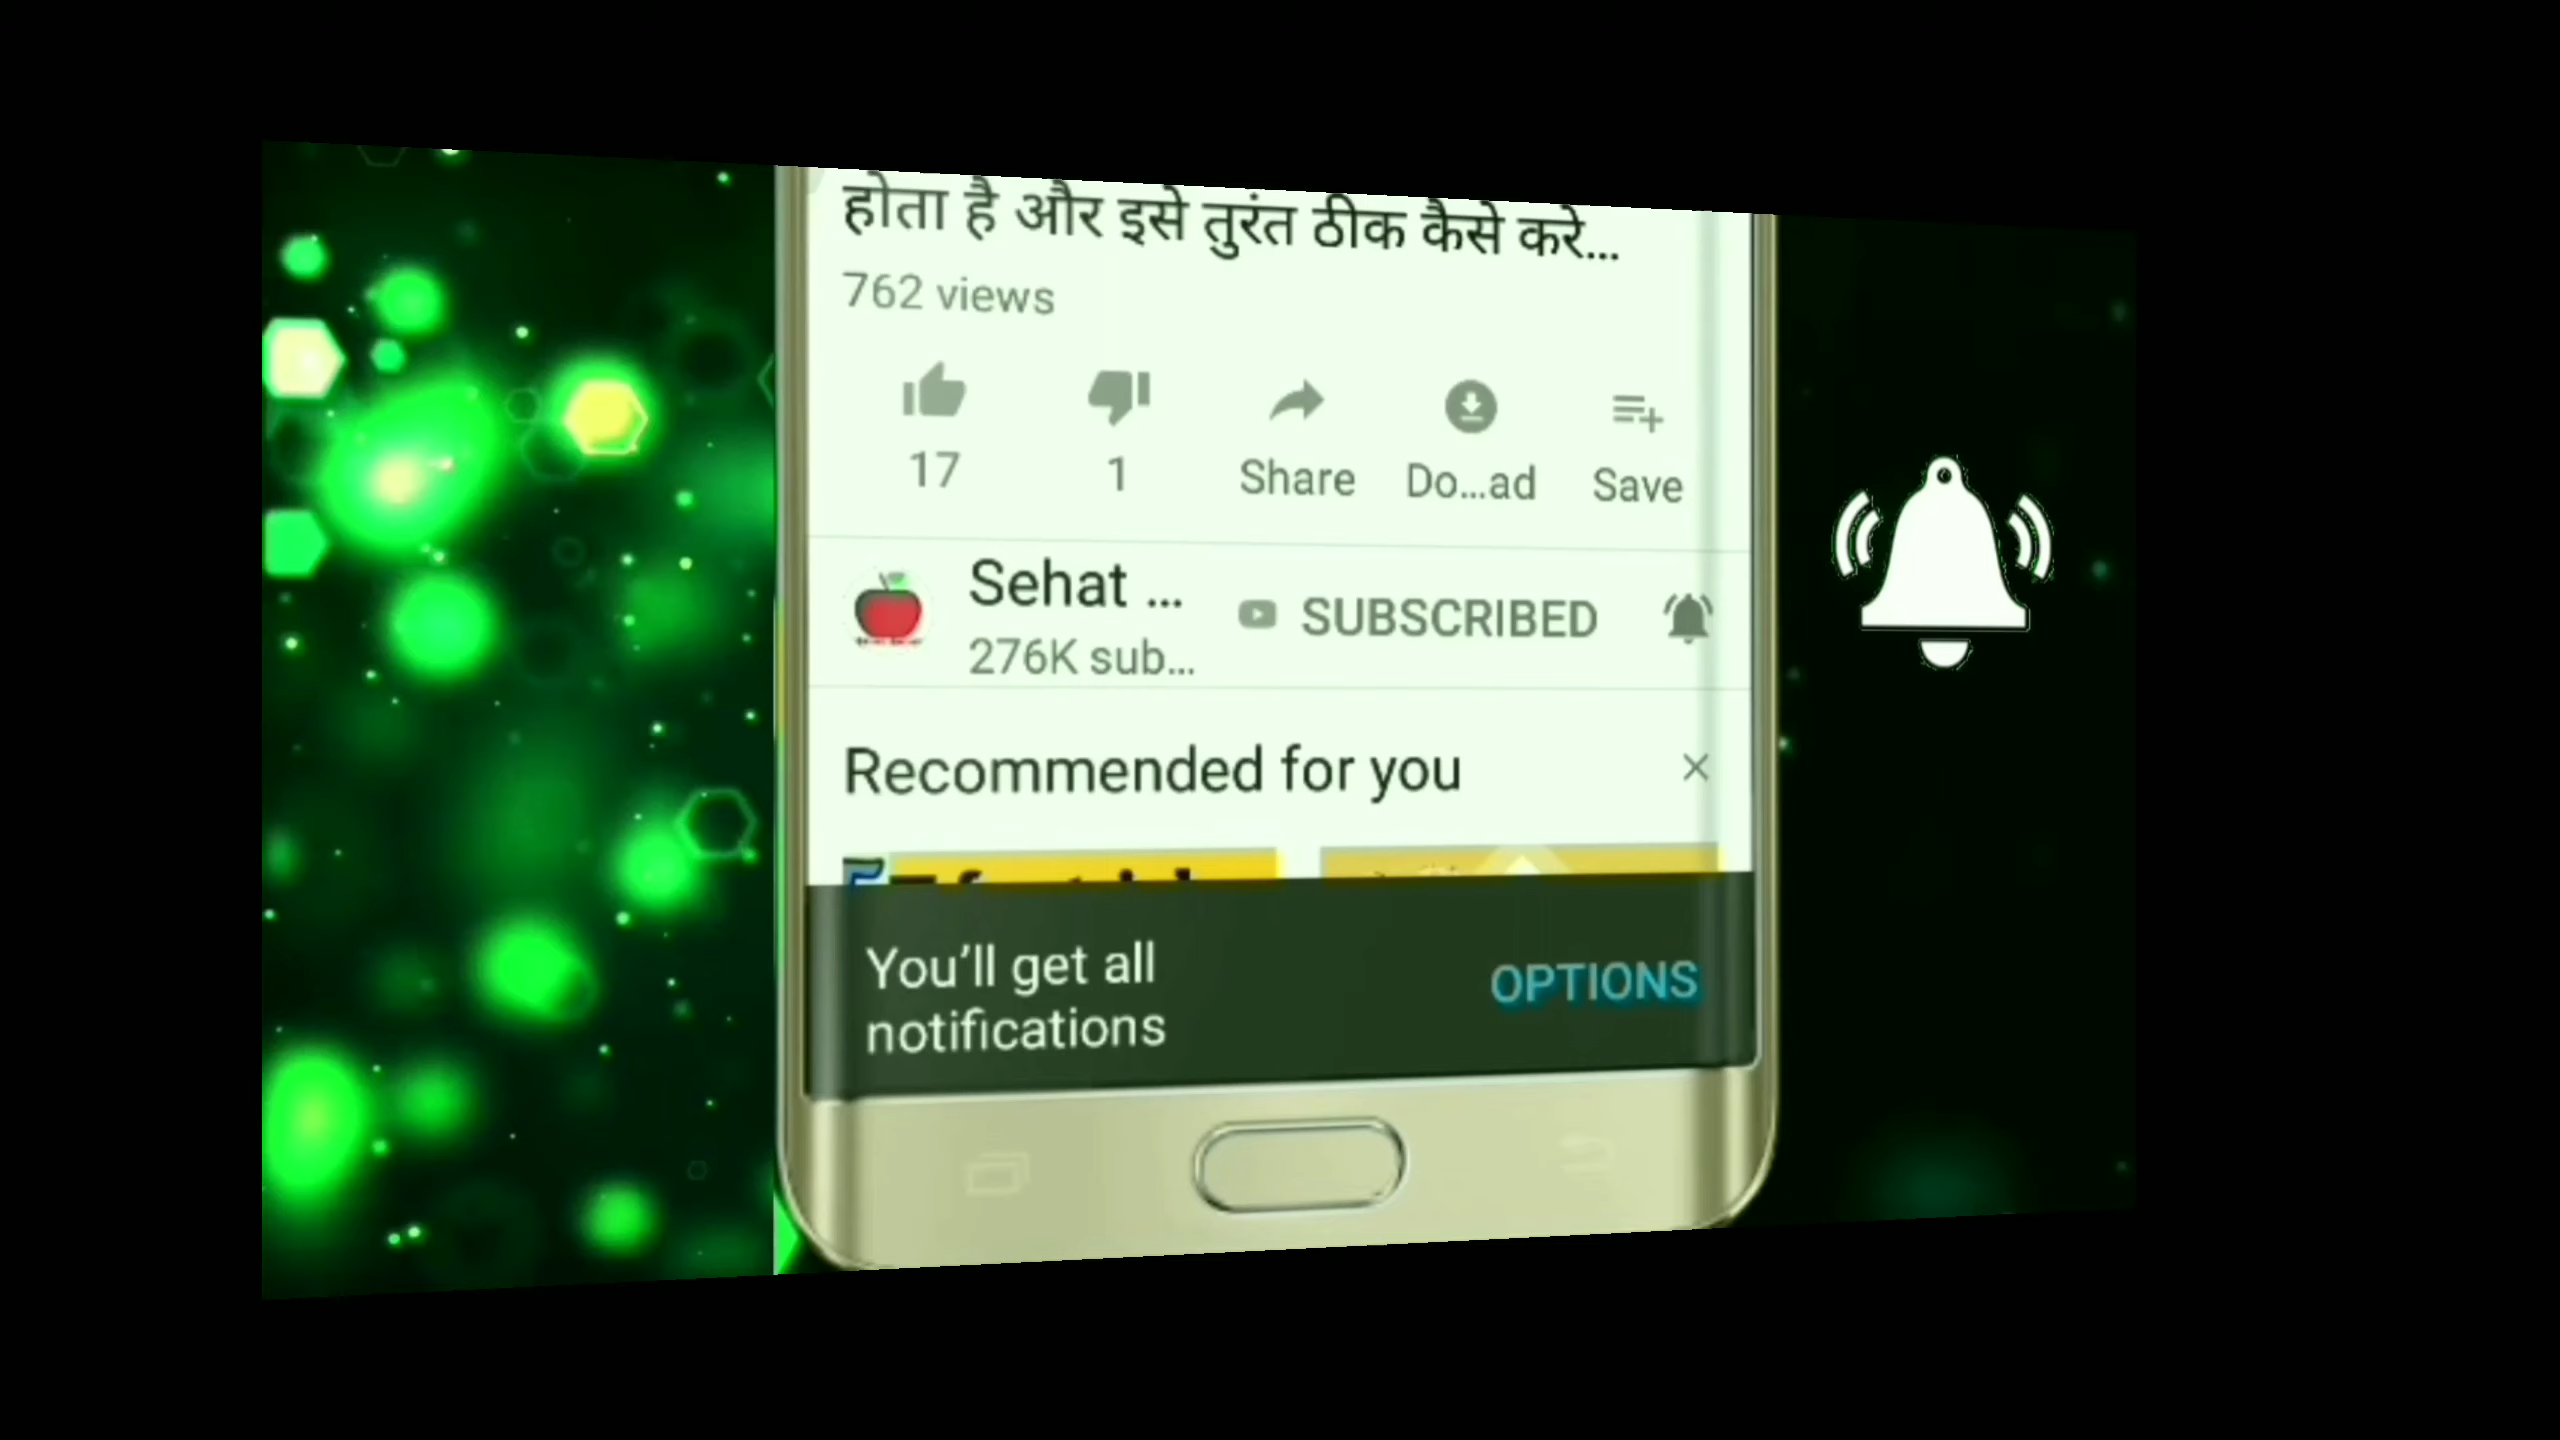 होता है और इसे तुरंत ठीक कैसे करे...
762 views
17
1
Share
Do...ad
Save
Sehat ...
276K sub...
SUBSCRIBED
Recommended for you
You'll get all
notifications
OPTIONS